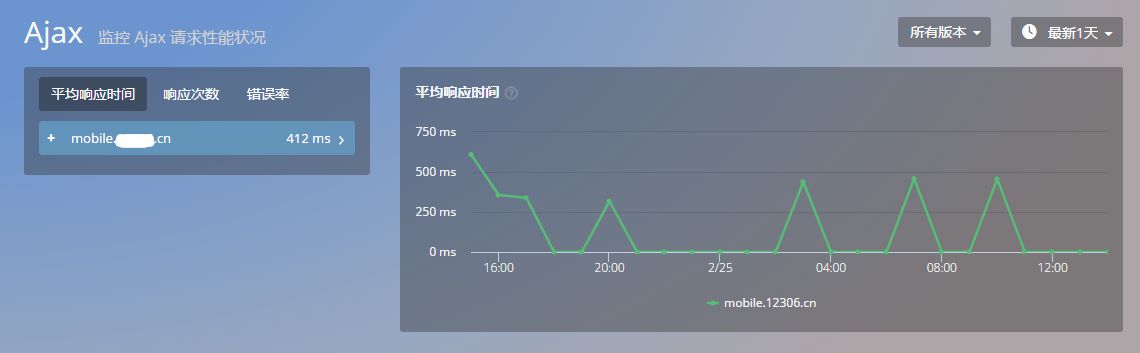 Ajax 监控 Ajax 请求性能状况
所有版本 最新1天
平均响应时间 响应次数 错误率
+ mobile. .cn 412 ms >
平均响应时间 ?
750 ms
500 ms
250 ms
0 ms
16:00 20:00 2/25 04:00 08:00 12:00
mobile.12306.cn